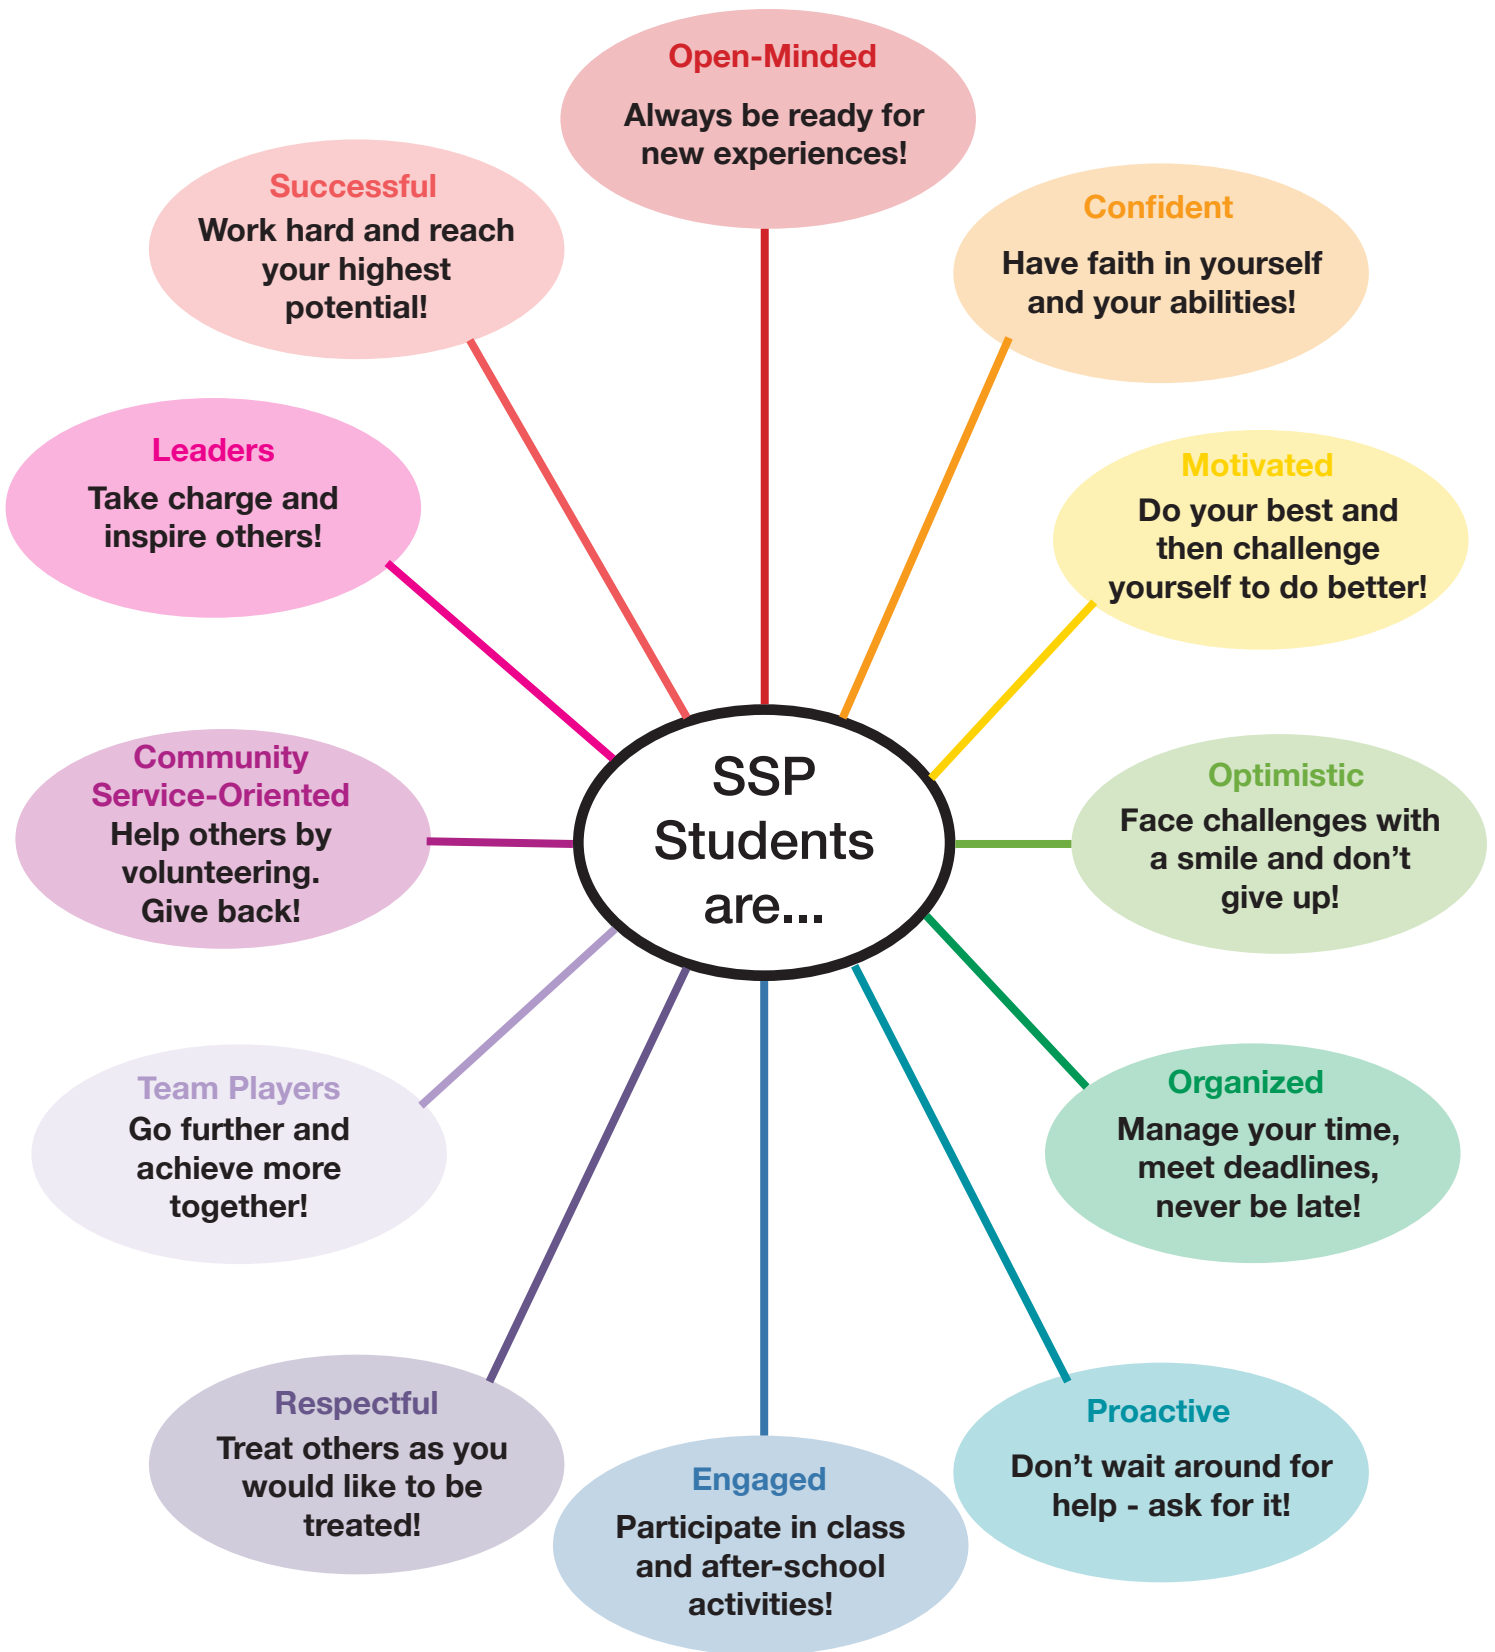 Open-Minded
Always be ready for
new experiences!
Confident
Have faith in yourself
and your abilities!
Motivated
Do your best and
then challenge
yourself to do better!
Optimistic
Face challenges with
a smile and don’t
give up!
Organized
Manage your time,
meet deadlines,
never be late!
Proactive
Don’t wait around for
help - ask for it!
Engaged
Participate in class
and after-school
activities!
Respectful
Treat others as you
would like to be
treated!
Team Players
Go further and
achieve more
together!
Community
Service-Oriented
Help others by
volunteering.
Give back!
Leaders
Take charge and
inspire others!
Successful
Work hard and reach
your highest
potential!
SSP
Students
are...